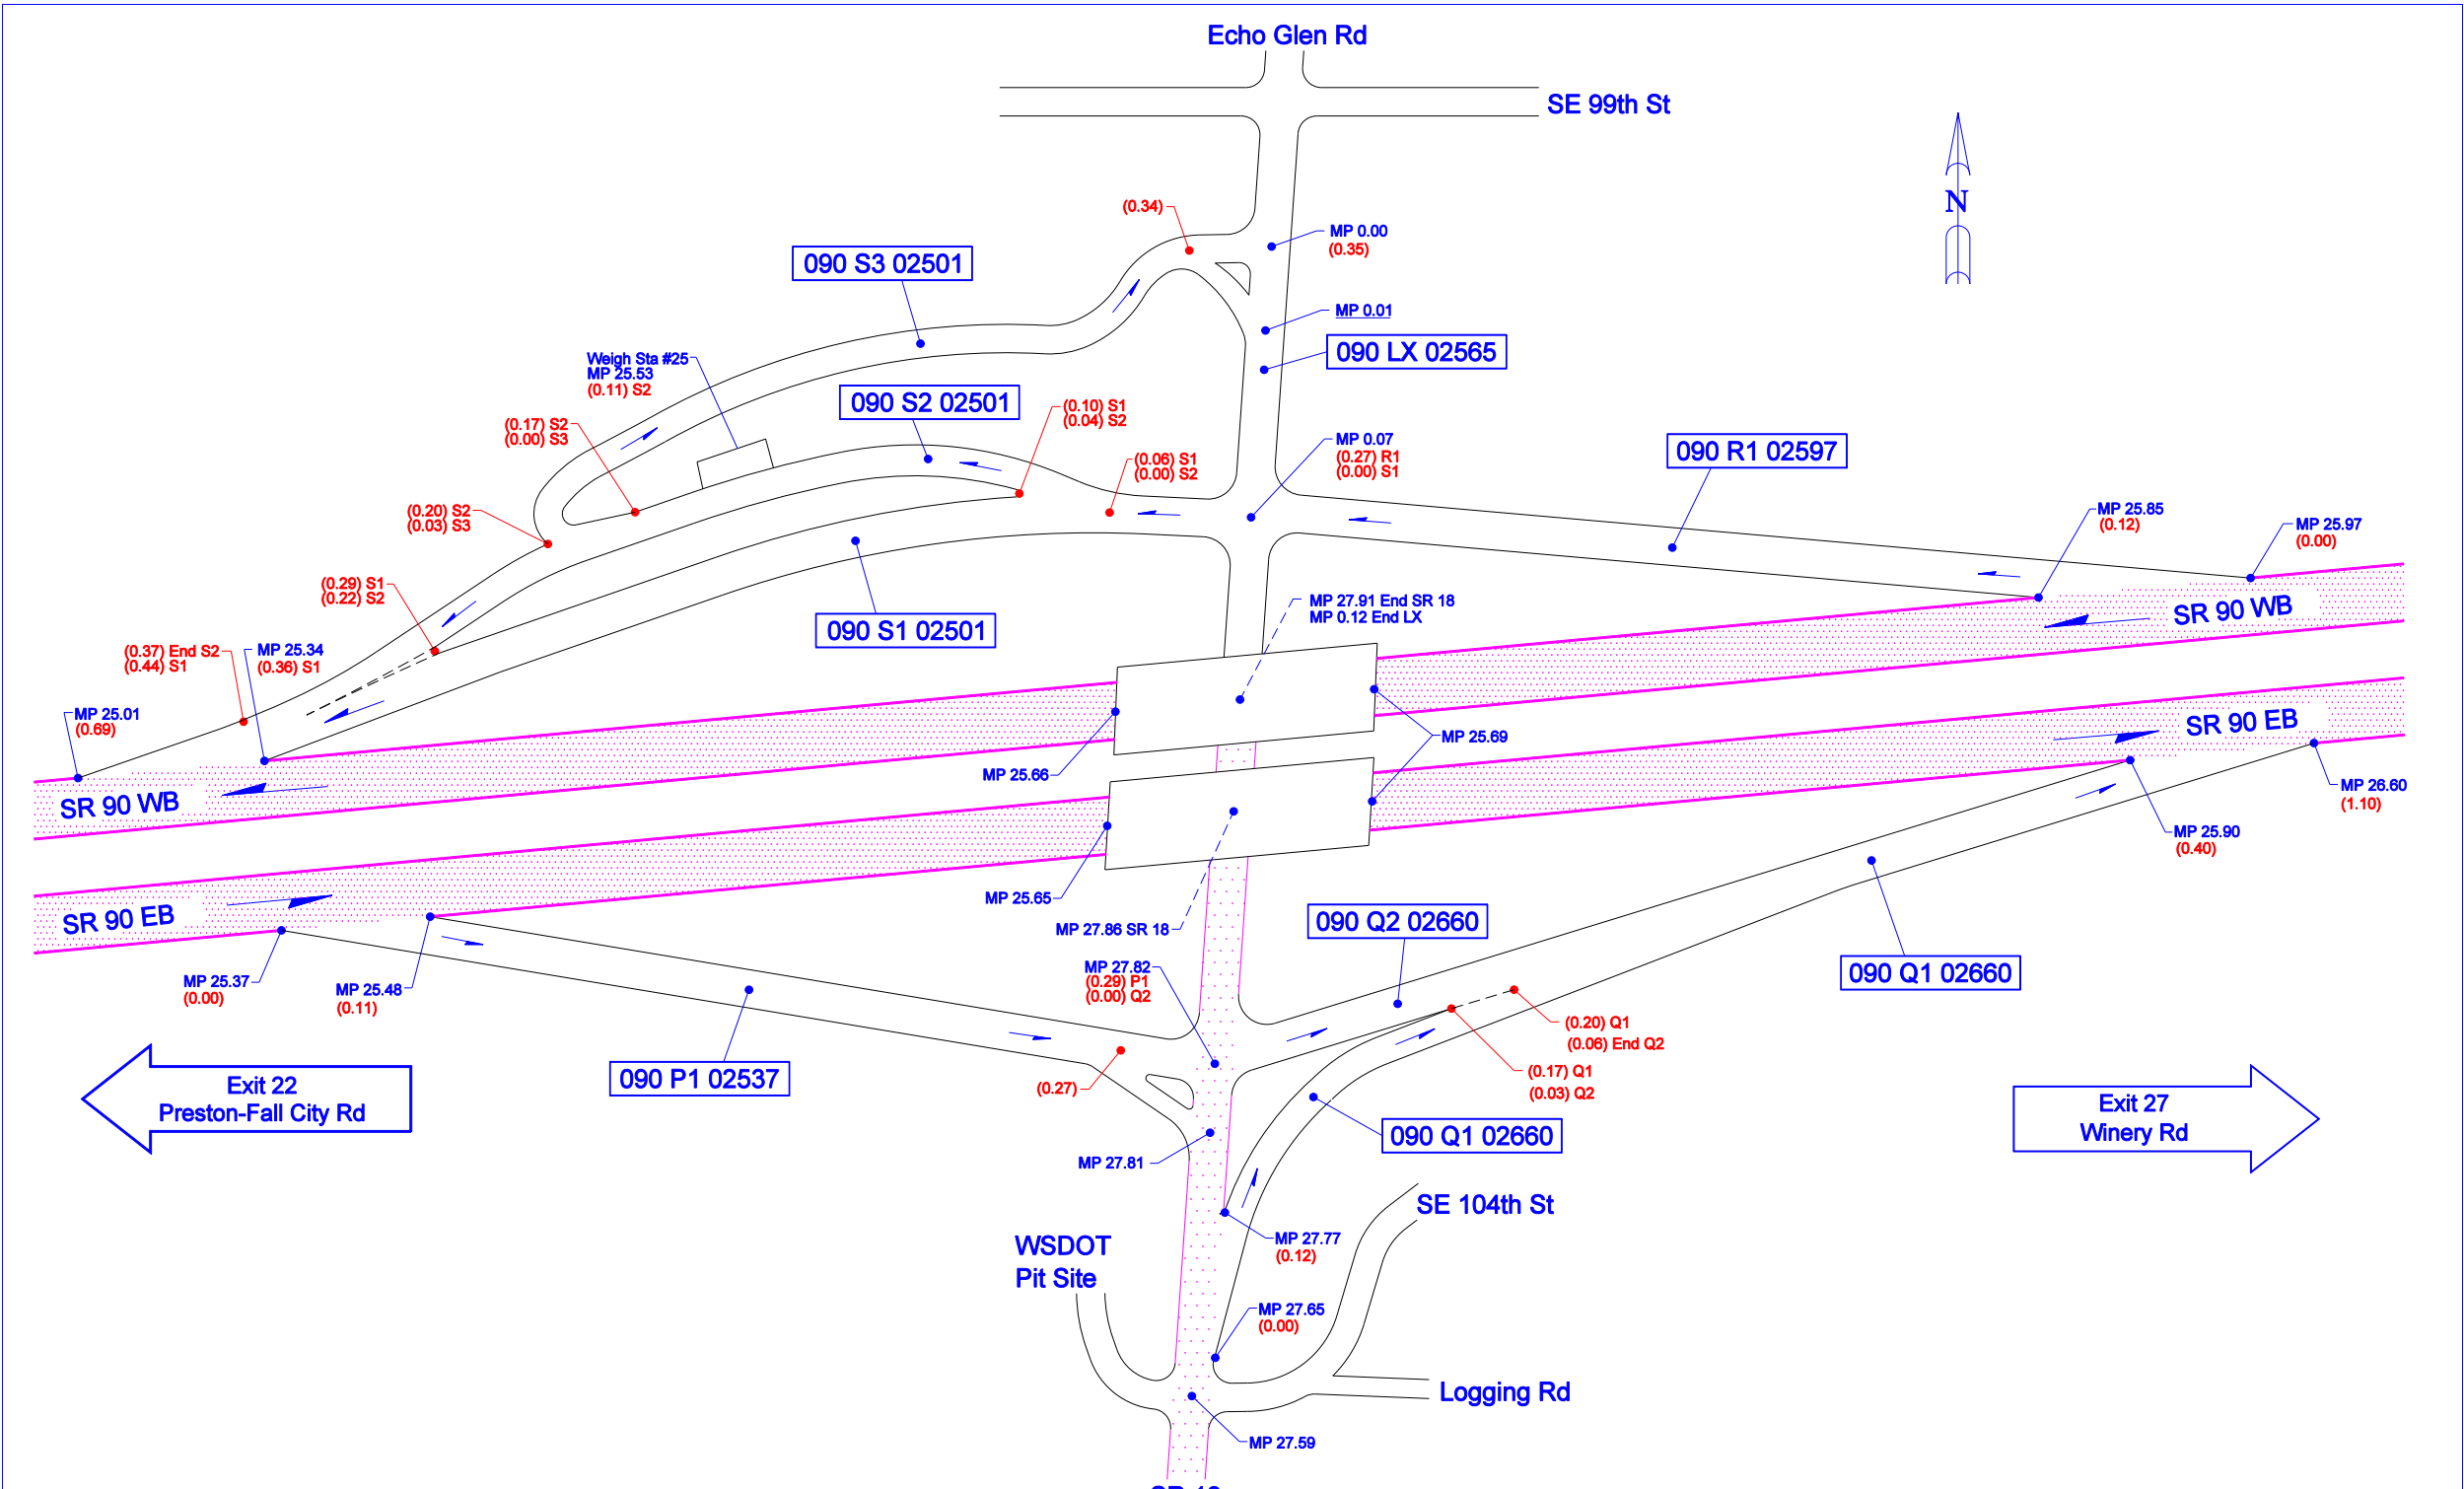 Echo Glen Rd
SE 99th St
N
(0.34)
MP 0.00
(0.35)
090 S3 02501
MP 0.01
090 LX 02565
Weigh Sta #25
MP 25.53
(0.11) S2
090 S2 02501
(0.17) S2
(0.00) S3
(0.10) S1
(0.04) S2
MP 0.07
(0.27) R1
(0.00) S1
090 R1 02597
(0.06) S1
(0.00) S2
(0.20) S2
(0.03) S3
MP 25.85
(0.12)
MP 25.97
(0.00)
(0.29) S1
(0.22) S2
MP 27.91 End SR 18
MP 0.12 End LX
SR 90 WB
090 S1 02501
(0.37) End S2
(0.44) S1
MP 25.34
(0.36) S1
MP 25.01
(0.69)
SR 90 EB
MP 25.69
MP 25.66
MP 26.60
(1.10)
SR 90 WB
MP 25.90
(0.40)
MP 25.65
SR 90 EB
MP 27.86 SR 18
090 Q2 02660
MP 25.37
(0.00)
MP 25.48
(0.11)
MP 27.82
(0.29) P1
(0.00) Q2
090 Q1 02660
(0.20) Q1
(0.06) End Q2
Exit 22
Preston-Fall City Rd
090 P1 02537
(0.27)
(0.17) Q1
(0.03) Q2
Exit 27
Winery Rd
090 Q1 02660
MP 27.81
SE 104th St
WSDOT
Pit Site
MP 27.77
(0.12)
MP 27.65
(0.00)
Logging Rd
MP 27.59